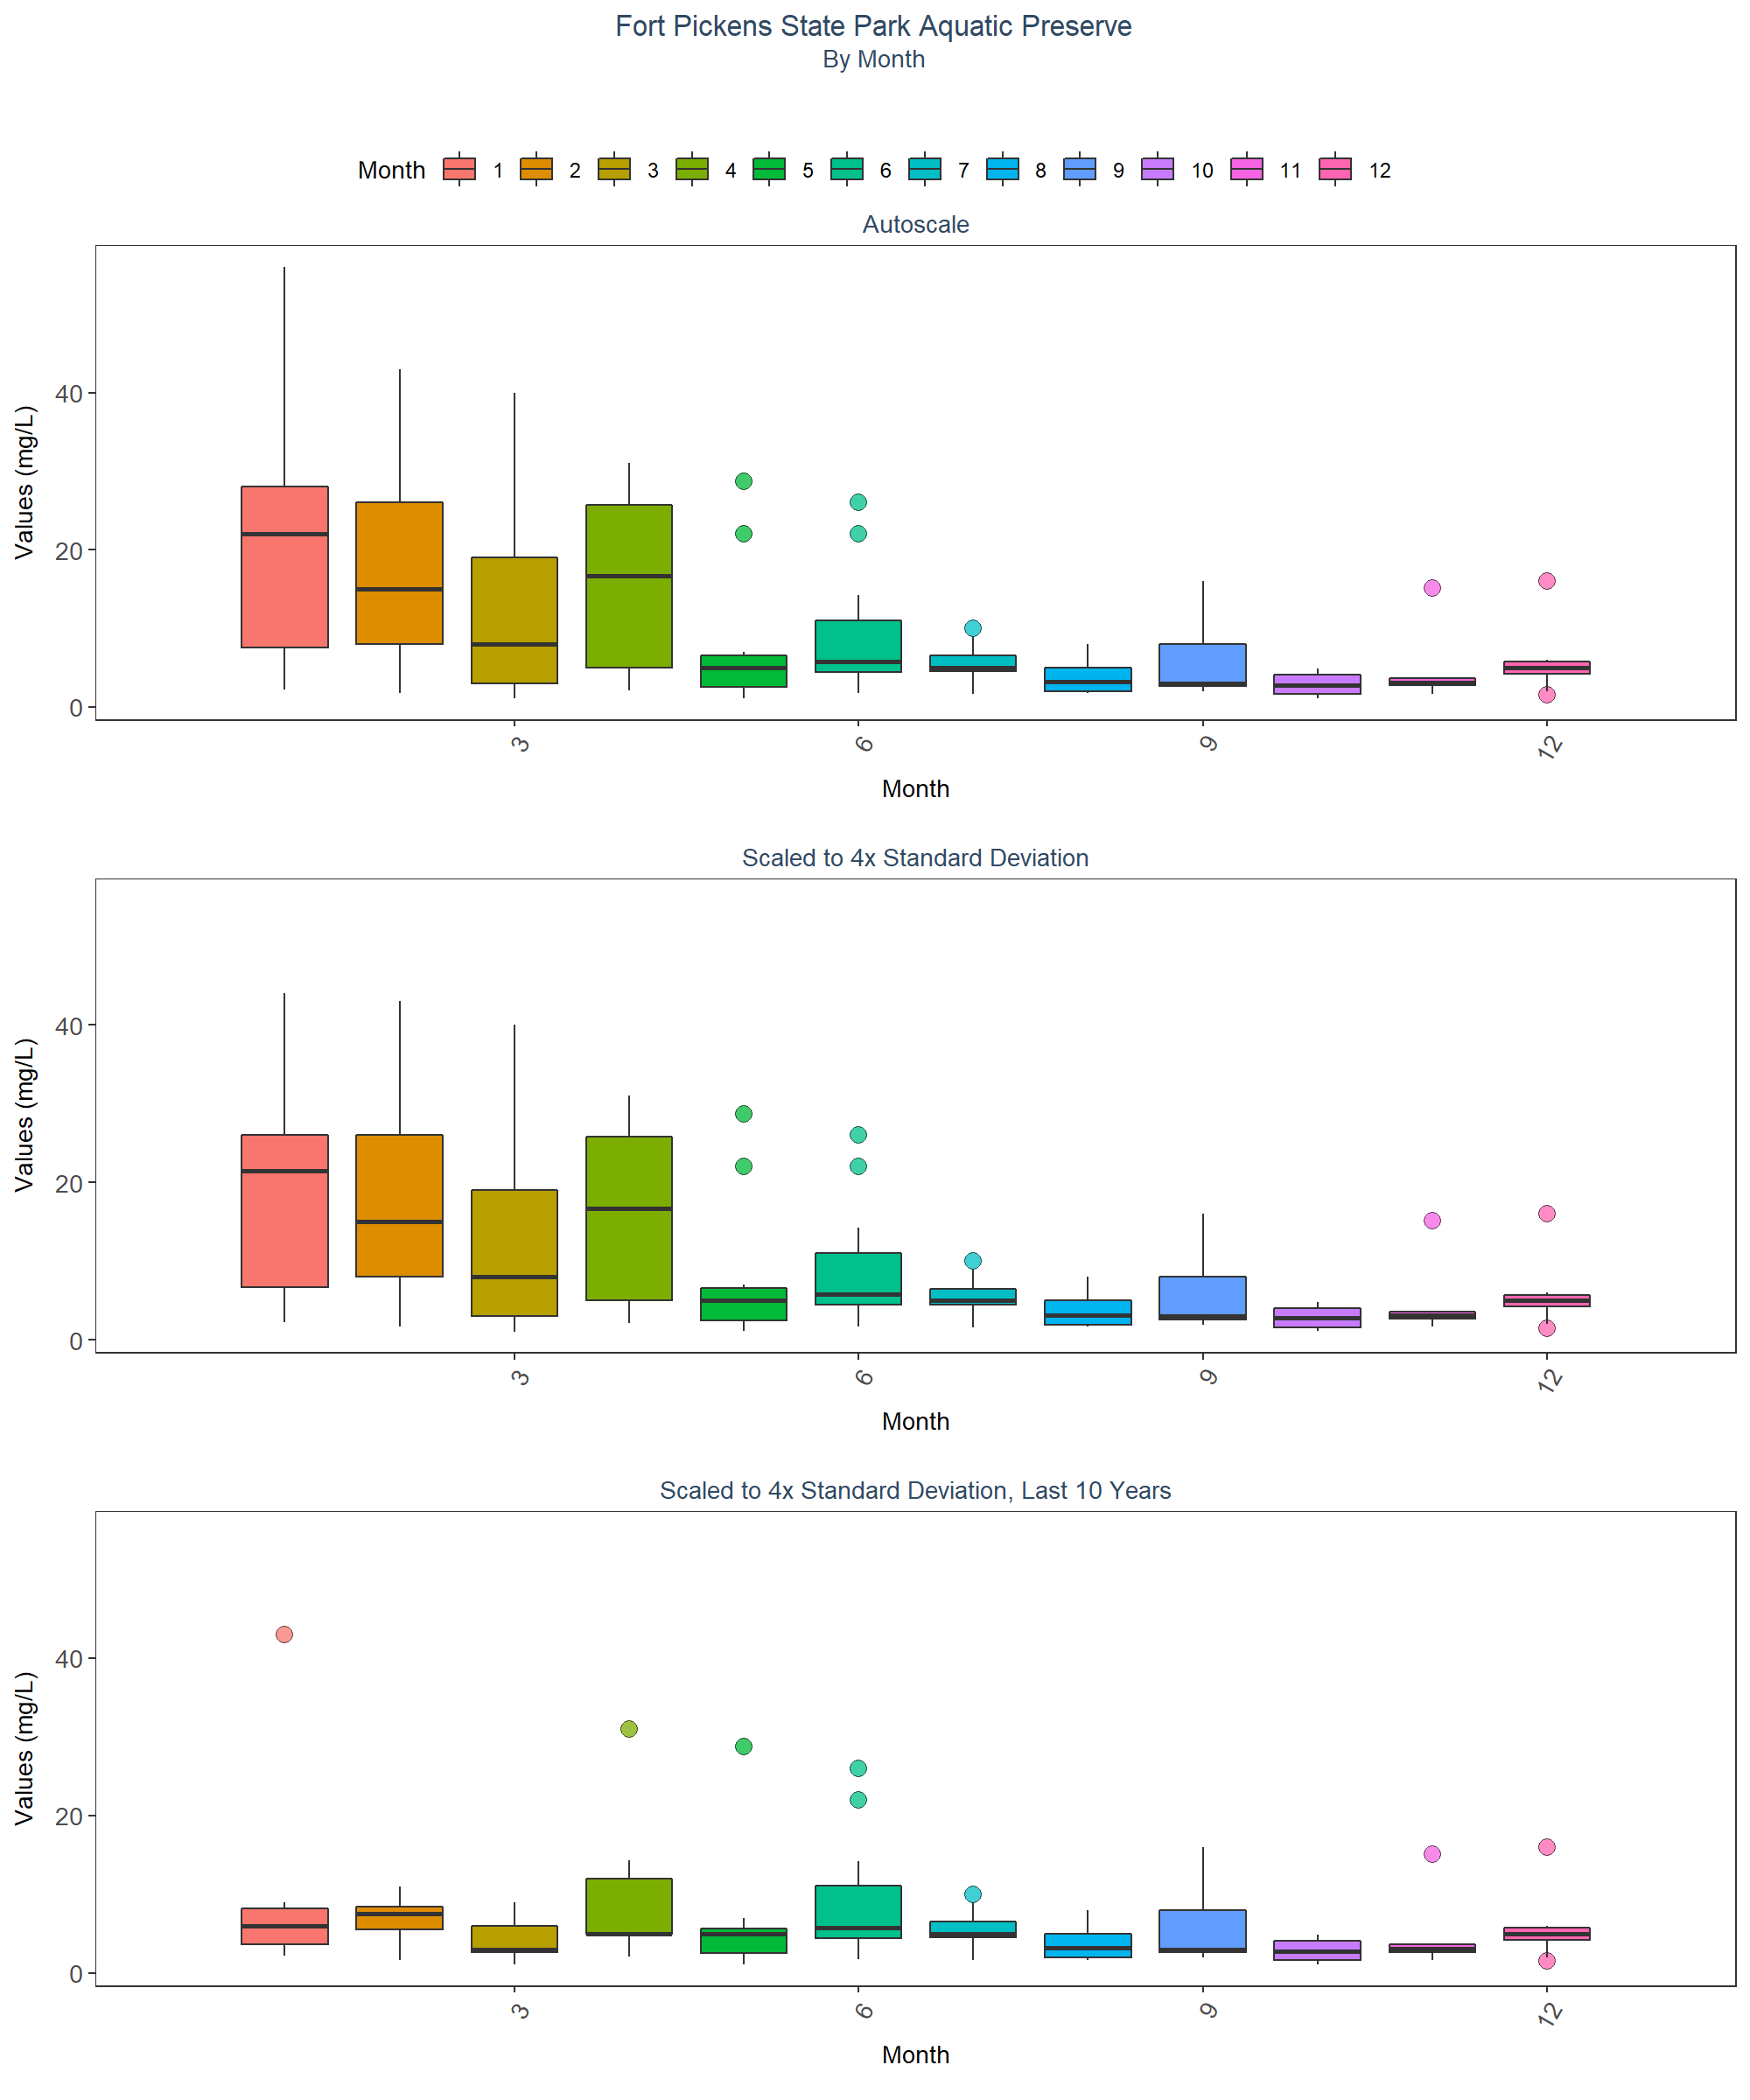 Fort Pickens State Park Aquatic Preserve
By Month
Month 1 2 3 4 5 6 7 8 9 10 11 12
Autoscale
Values (mg/L)
40
20
0
3 6 9 12
Month
Scaled to 4x Standard Deviation
Values (mg/L)
40
20
0
3 6 9 12
Month
Scaled to 4x Standard Deviation, Last 10 Years
Values (mg/L)
40
20
0
3 6 9 12
Month